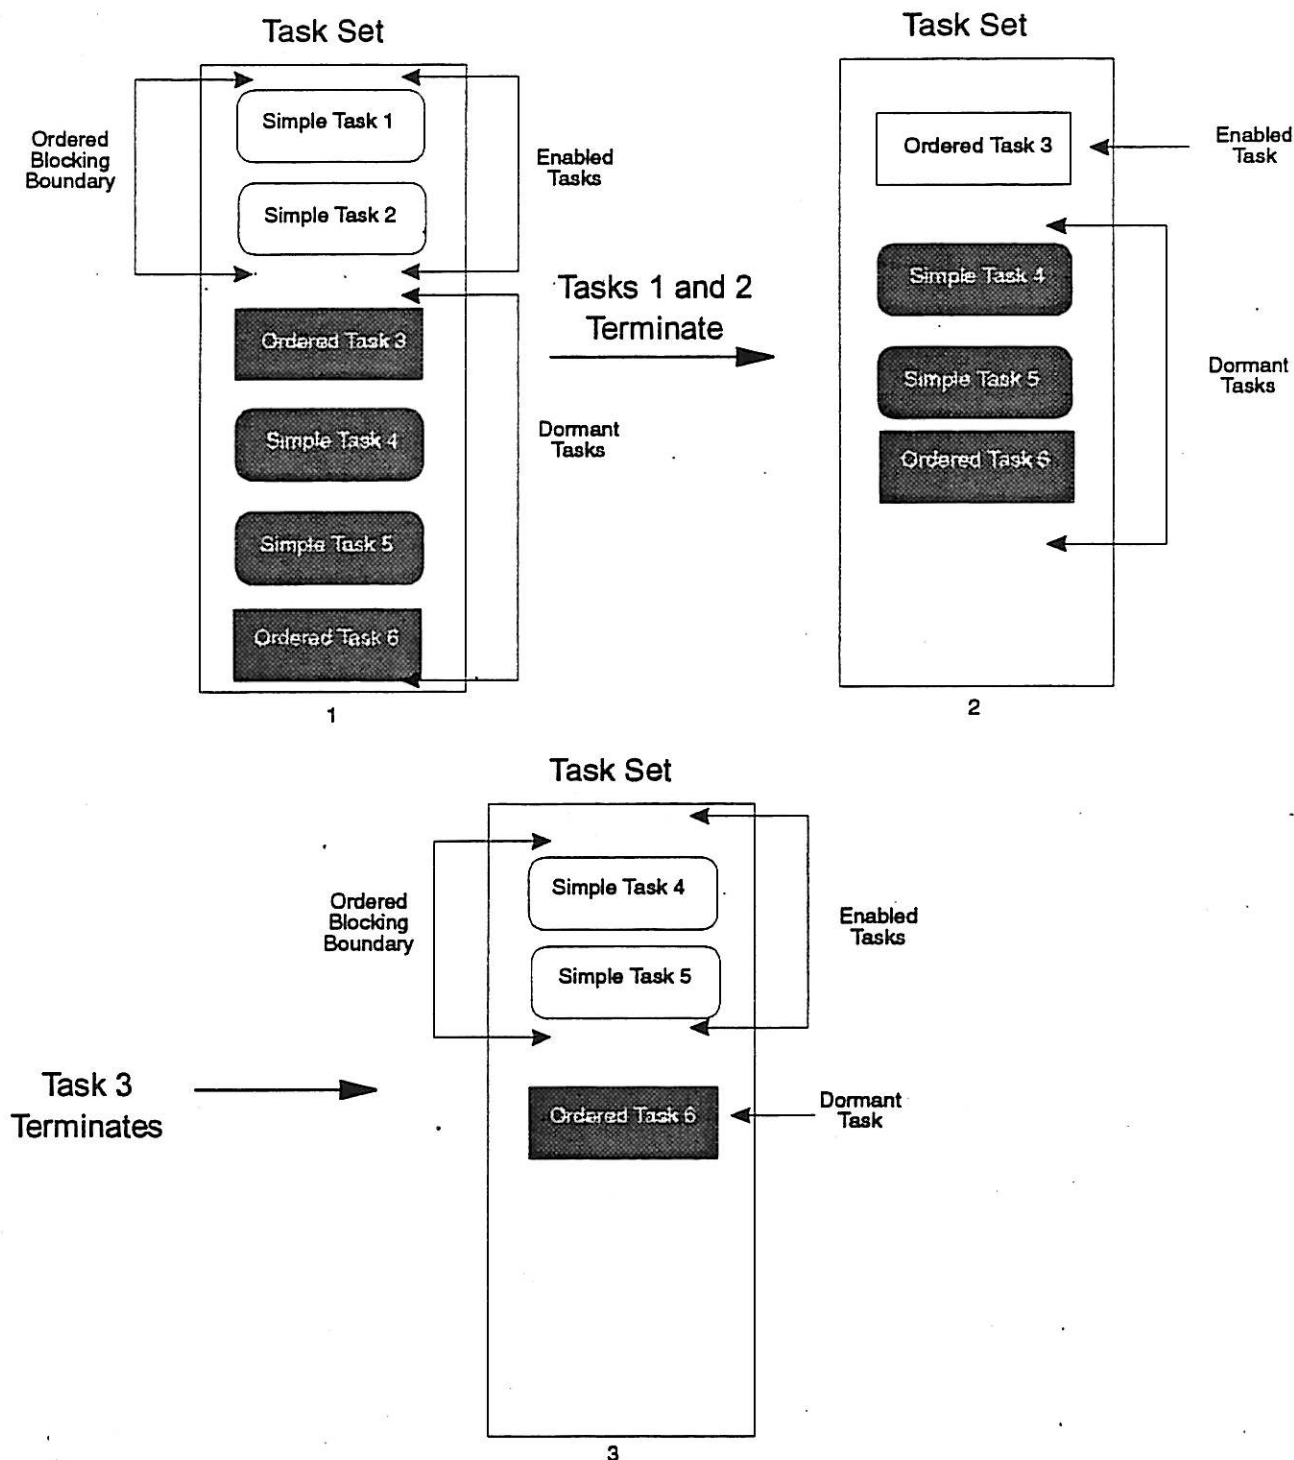 Task Set
Ordered
Blocking
Boundary
Simple Task 1
Simple Task 2
Enabled
Tasks
Ordered Task 3
Simple Task 4
Simple Task 5
Ordered Task 6
Dormant
Tasks
1
Tasks 1 and 2
Terminate
Task Set
Ordered Task 3
Enabled
Task
Simple Task 4
Simple Task 5
Ordered Task 6
Dormant
Tasks
2
Task 3
Terminates
Task Set
Ordered
Blocking
Boundary
Simple Task 4
Simple Task 5
Enabled
Tasks
Ordered Task 6
Dormant
Task
3